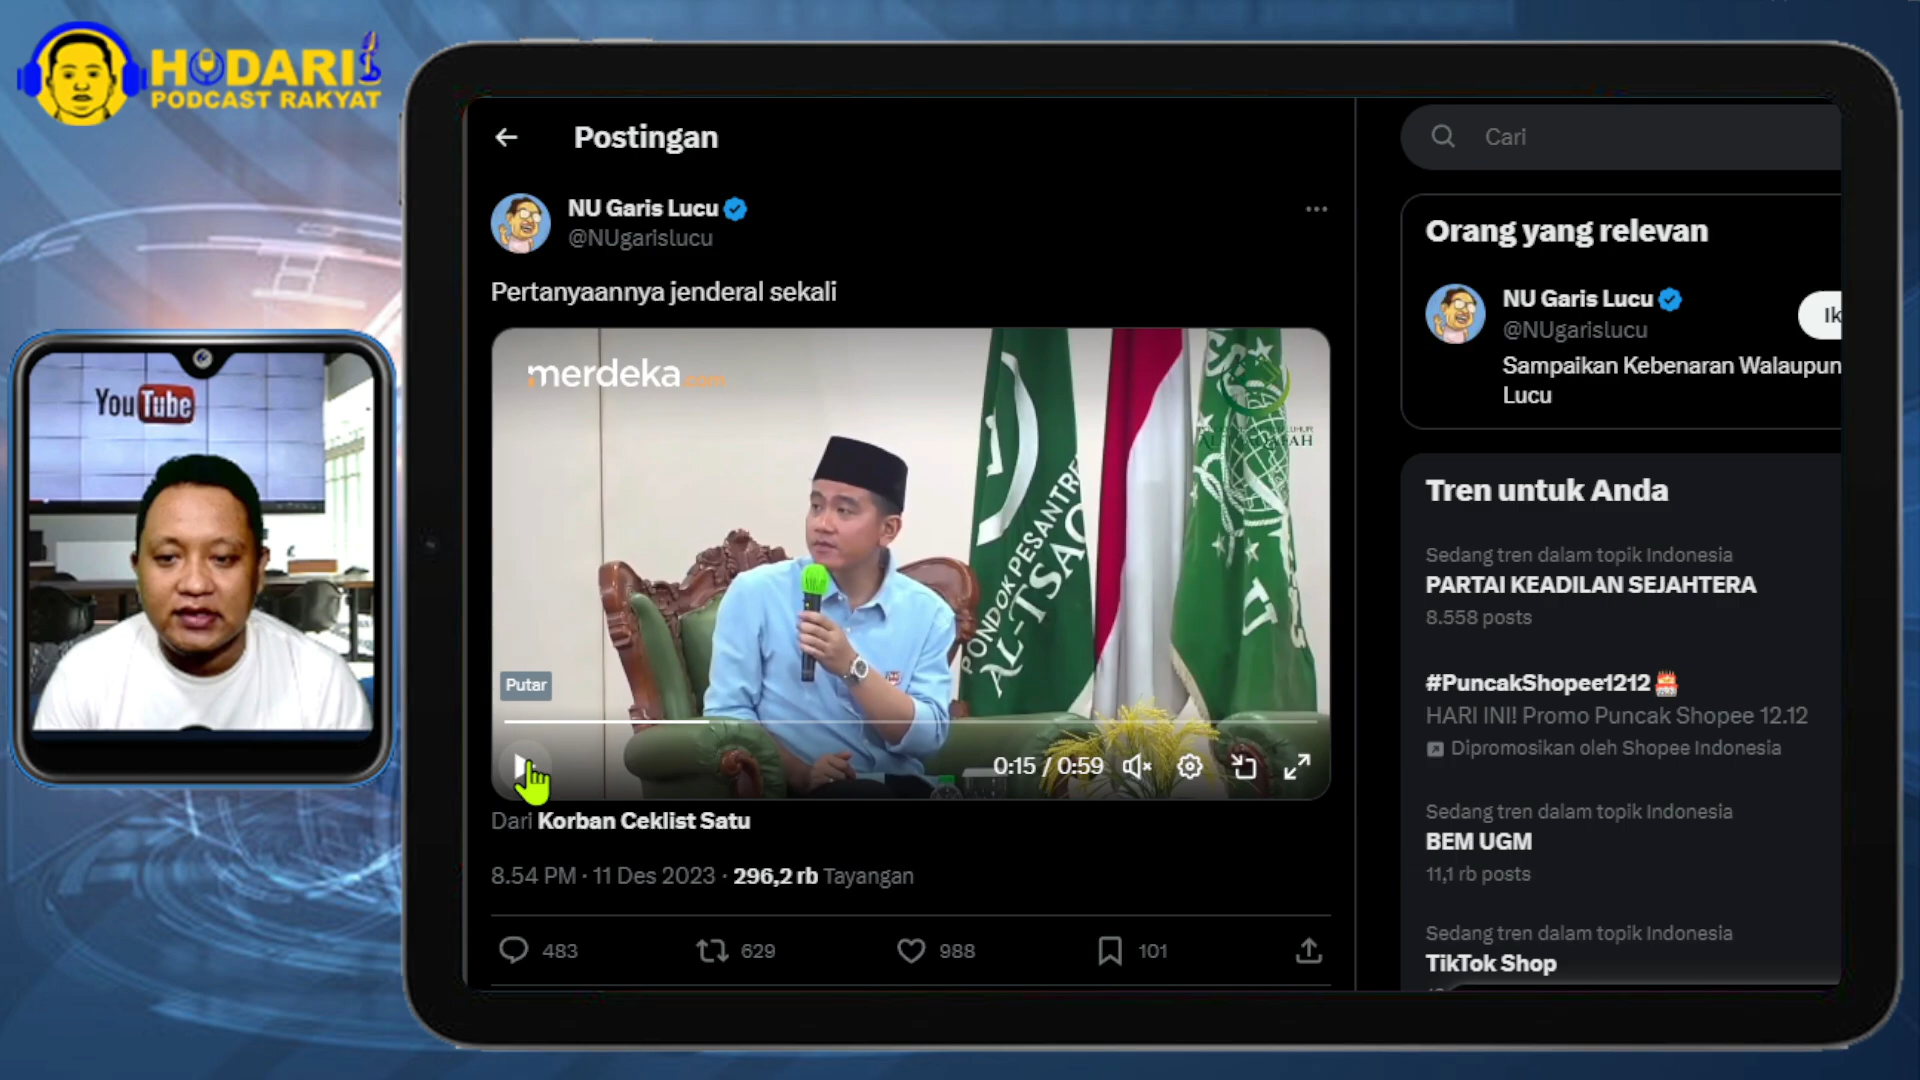 HODARI
PODCAST RAKYAT
YouTube
Postingan
NU Garis Lucu
@NUgarislucu
Pertanyaannya jenderal sekali
merdeka.com
PONDOK PESANTRE
AL-TSAQ
Putar
0:15 / 0:59
Dari Korban Ceklist Satu
8.54 PM · 11 Des 2023 · 296,2 rb Tayangan
483
629
988
101
Cari
Orang yang relevan
NU Garis Lucu
@NUgarislucu
Ik
Sampaikan Kebenaran Walaupun
Lucu
Tren untuk Anda
Sedang tren dalam topik Indonesia
PARTAI KEADILAN SEJAHTERA
8.558 posts
#PuncakShopee1212
HARI INI! Promo Puncak Shopee 12.12
Dipromosikan oleh Shopee Indonesia
Sedang tren dalam topik Indonesia
BEM UGM
11,1 rb posts
Sedang tren dalam topik Indonesia
TikTok Shop